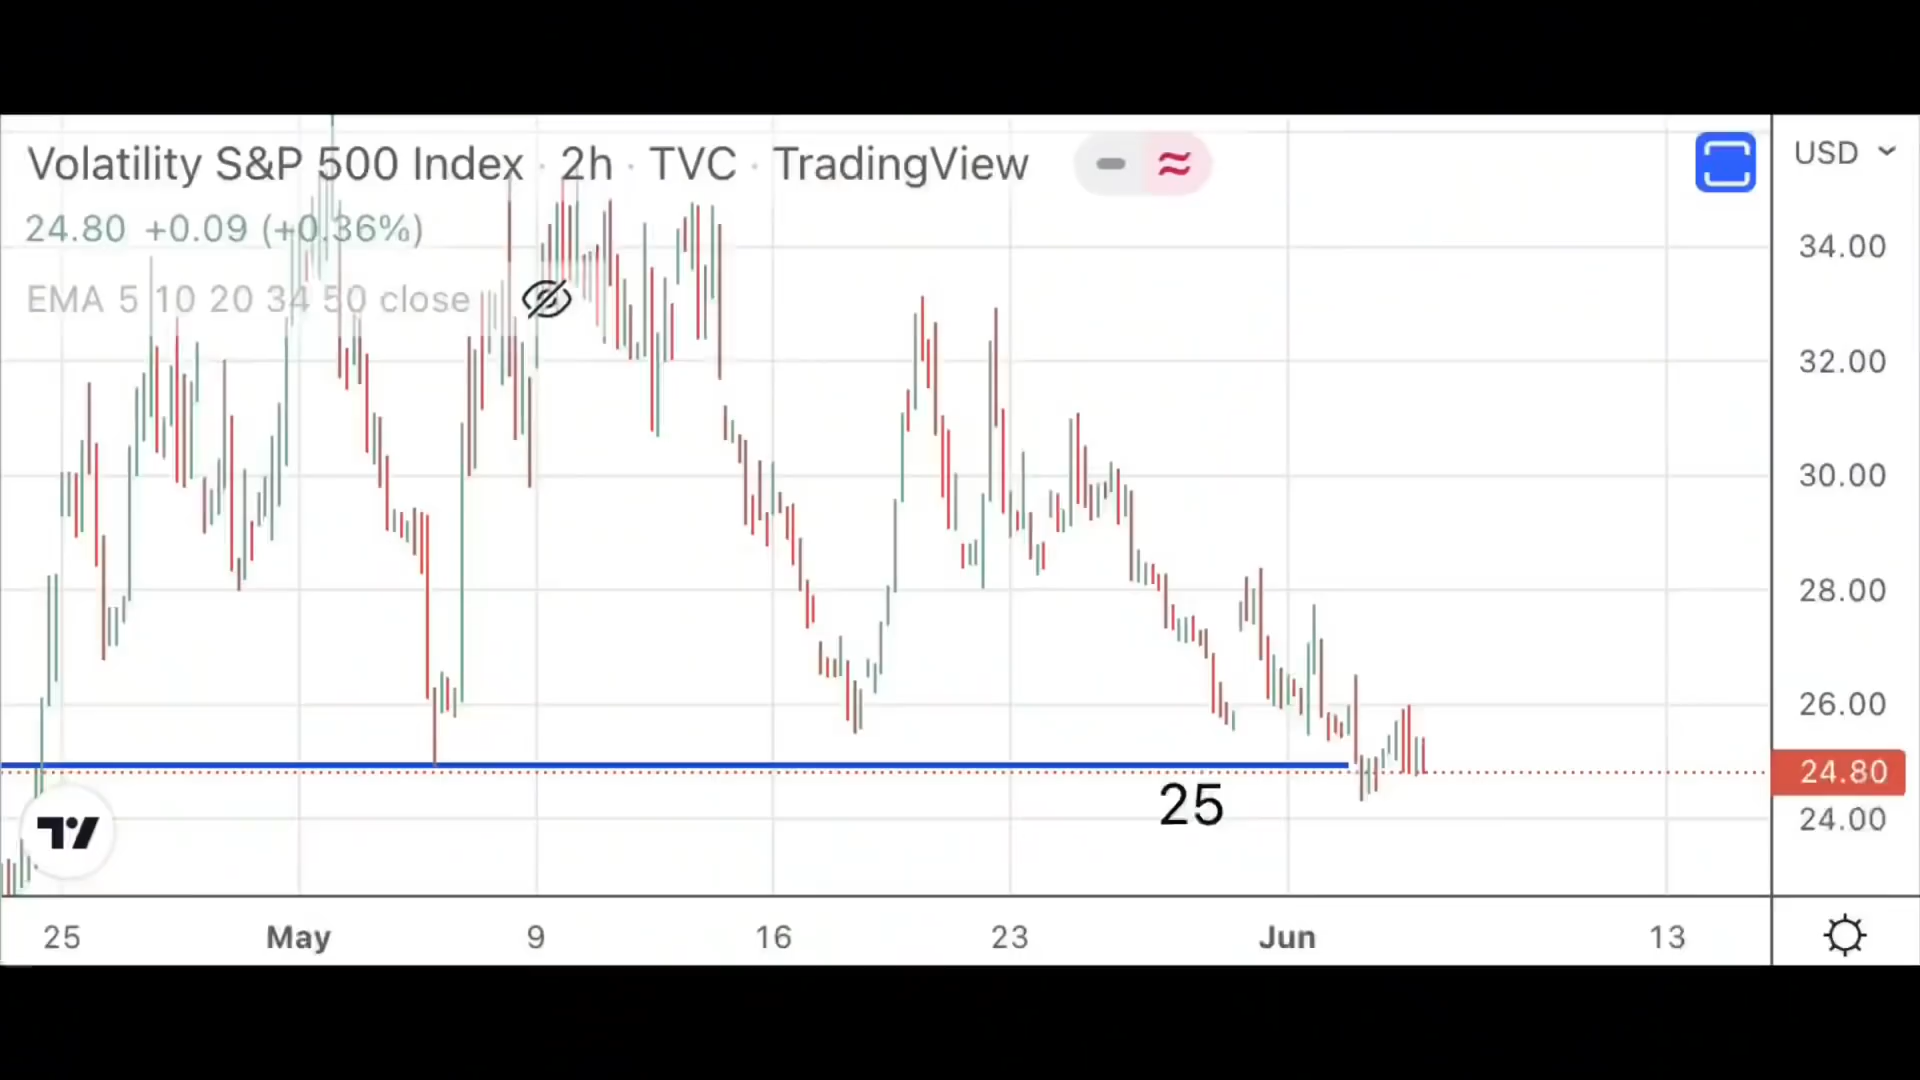 Volatility S&P 500 Index · 2h · TVC · TradingView
USD
24.80 +0.09 (+0.36%)
EMA 5 10 20 34 50 close
34.00
32.00
30.00
28.00
26.00
24.80
25
24.00
25 May 9 16 23 Jun 13